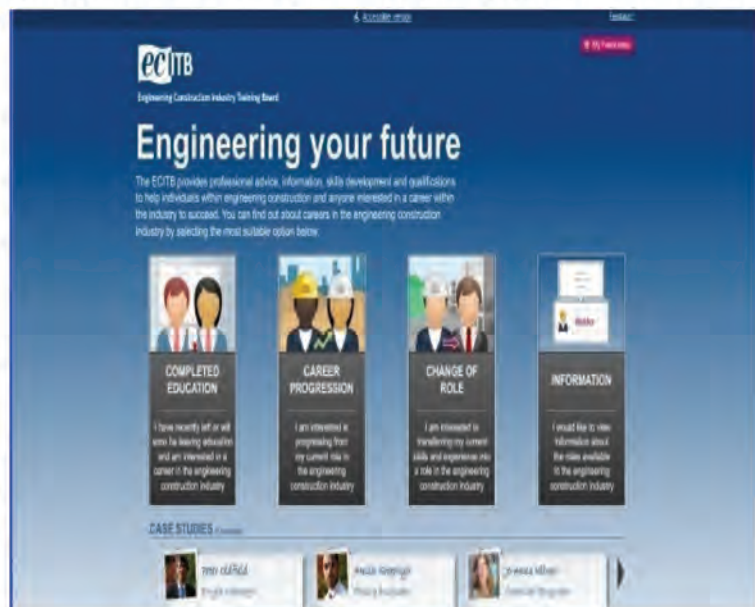 Accessible version
Feedback
ecITB
Engineering Construction Industry Training Board
Engineering your future
The ECITB provides professional advice, information, skills development and qualifications
to help individuals within engineering construction and anyone interested in a career within
the industry to succeed. You can find out about careers in the engineering construction
industry by selecting the most suitable option below:
COMPLETED
EDUCATION
I have recently left or will
soon be leaving education
and am interested in a
career in the engineering
construction industry
CAREER
PROGRESSION
I am interested in
progressing from
my current role in
the engineering
construction industry
CHANGE OF
ROLE
I am interested in
transferring my current
skills and experience into
a role in the engineering
construction industry
INFORMATION
I would like to view
information about
the roles available
in the engineering
construction industry
CASE STUDIES
Oldfield